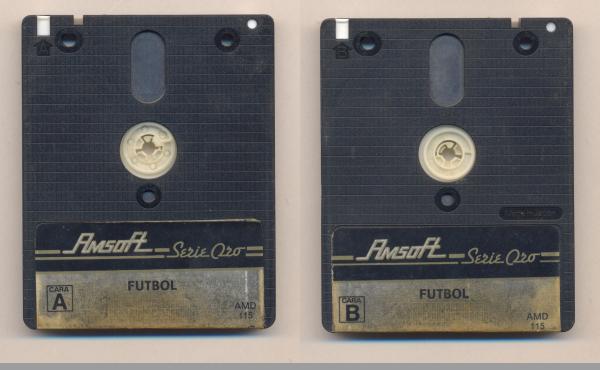 A
AMSOFT
Serie Oro
CARA
A
FUTBOL
AMD
115
B
AMSOFT
Serie Oro
CARA
B
FUTBOL
AMD
115